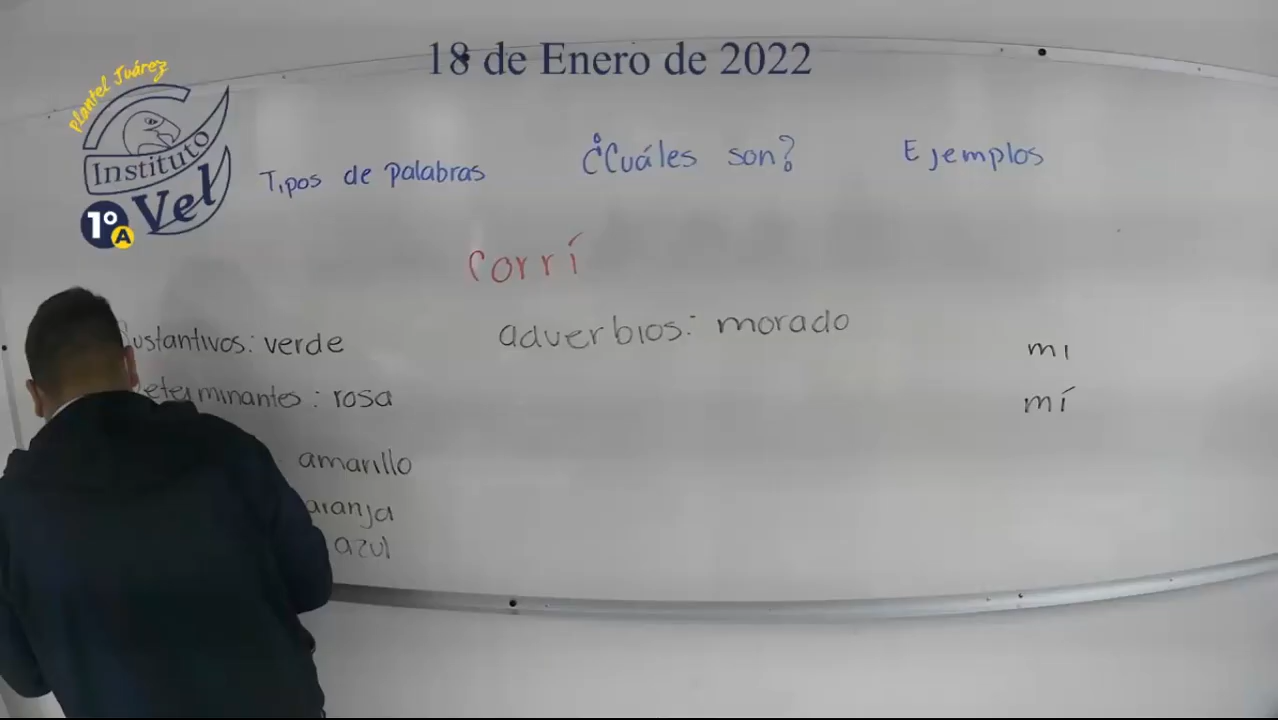 18 de Enero de 2022
Plantel Juárez
Instituto
Vel
1º
A
Tipos de palabras
¿Cuáles son?
Ejemplos
corrí
sustantivos: verde
adverbios: morado
mi
determinantes: rosa
mí
amarillo
naranja
azul